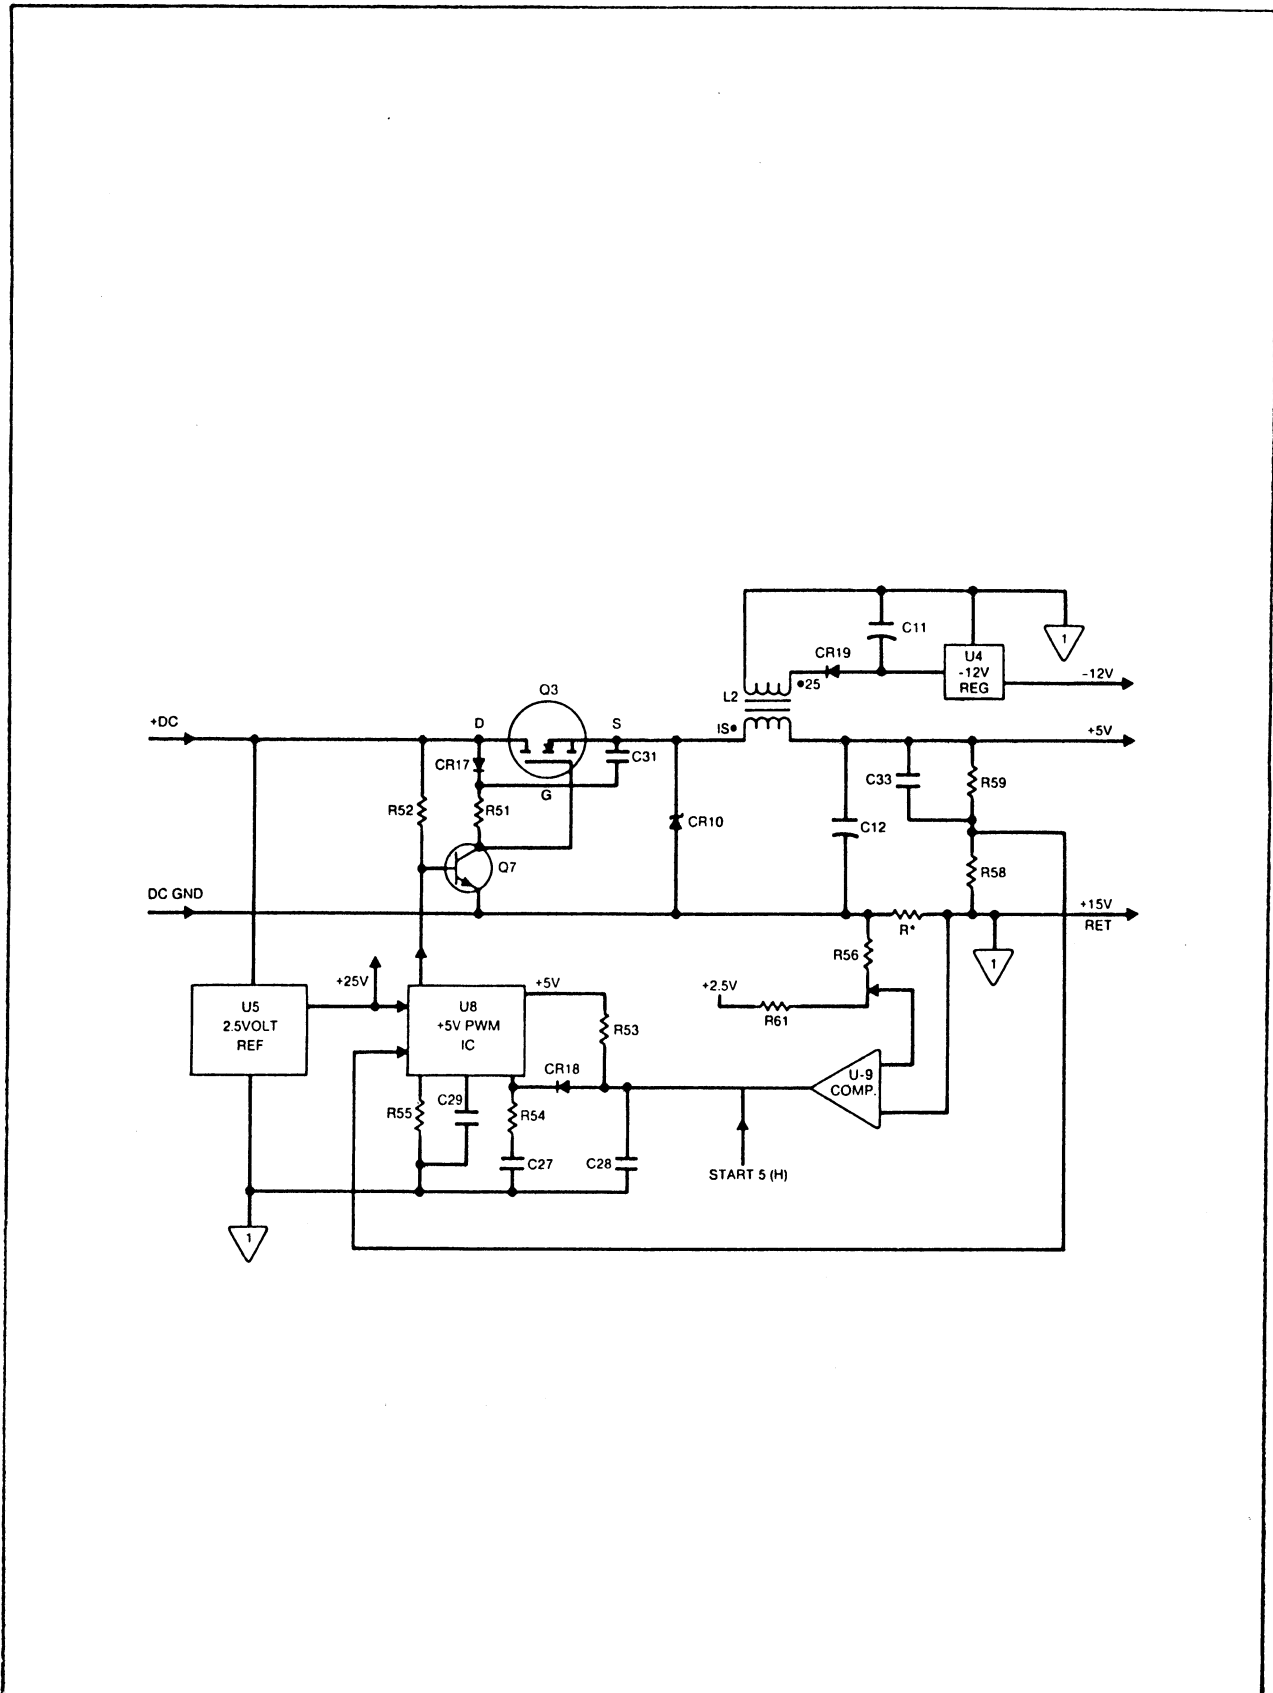 C11
1
CR19
U4
-12V
REG
-12V
•25
L2
Q3
IS•
+DC
D
S
+5V
CR17
C31
C33
R59
G
R52
R51
CR10
C12
Q7
R58
DC GND
+15V
RET
R*
R56
1
+25V
+5V
+2.5V
U5
2.5VOLT
REF
U8
+5V PWM
IC
R61
R53
CR18
U-9
COMP.
C29
R55
R54
C27
C28
START 5 (H)
1